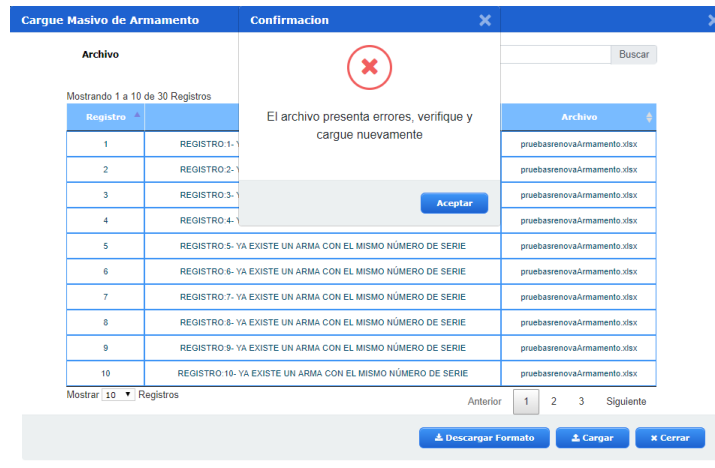 Cargue Masivo de Armamento
Confirmacion
Archivo
Buscar
El archivo presenta errores, verifique y
cargue nuevamente
Aceptar
Mostrando 1 a 10 de 30 Registros
Registro Archivo
1 REGISTRO:1- pruebasrenovaArmamento.xlsx
2 REGISTRO:2- pruebasrenovaArmamento.xlsx
3 REGISTRO:3- pruebasrenovaArmamento.xlsx
4 REGISTRO:4- pruebasrenovaArmamento.xlsx
5 REGISTRO:5- YA EXISTE UN ARMA CON EL MISMO NÚMERO DE SERIE pruebasrenovaArmamento.xlsx
6 REGISTRO:6- YA EXISTE UN ARMA CON EL MISMO NÚMERO DE SERIE pruebasrenovaArmamento.xlsx
7 REGISTRO:7- YA EXISTE UN ARMA CON EL MISMO NÚMERO DE SERIE pruebasrenovaArmamento.xlsx
8 REGISTRO:8- YA EXISTE UN ARMA CON EL MISMO NÚMERO DE SERIE pruebasrenovaArmamento.xlsx
9 REGISTRO:9- YA EXISTE UN ARMA CON EL MISMO NÚMERO DE SERIE pruebasrenovaArmamento.xlsx
10 REGISTRO:10- YA EXISTE UN ARMA CON EL MISMO NÚMERO DE SERIE pruebasrenovaArmamento.xlsx
Mostrar 10 Registros
Anterior 1 2 3 Siguiente
Descargar Formato Cargar Cerrar